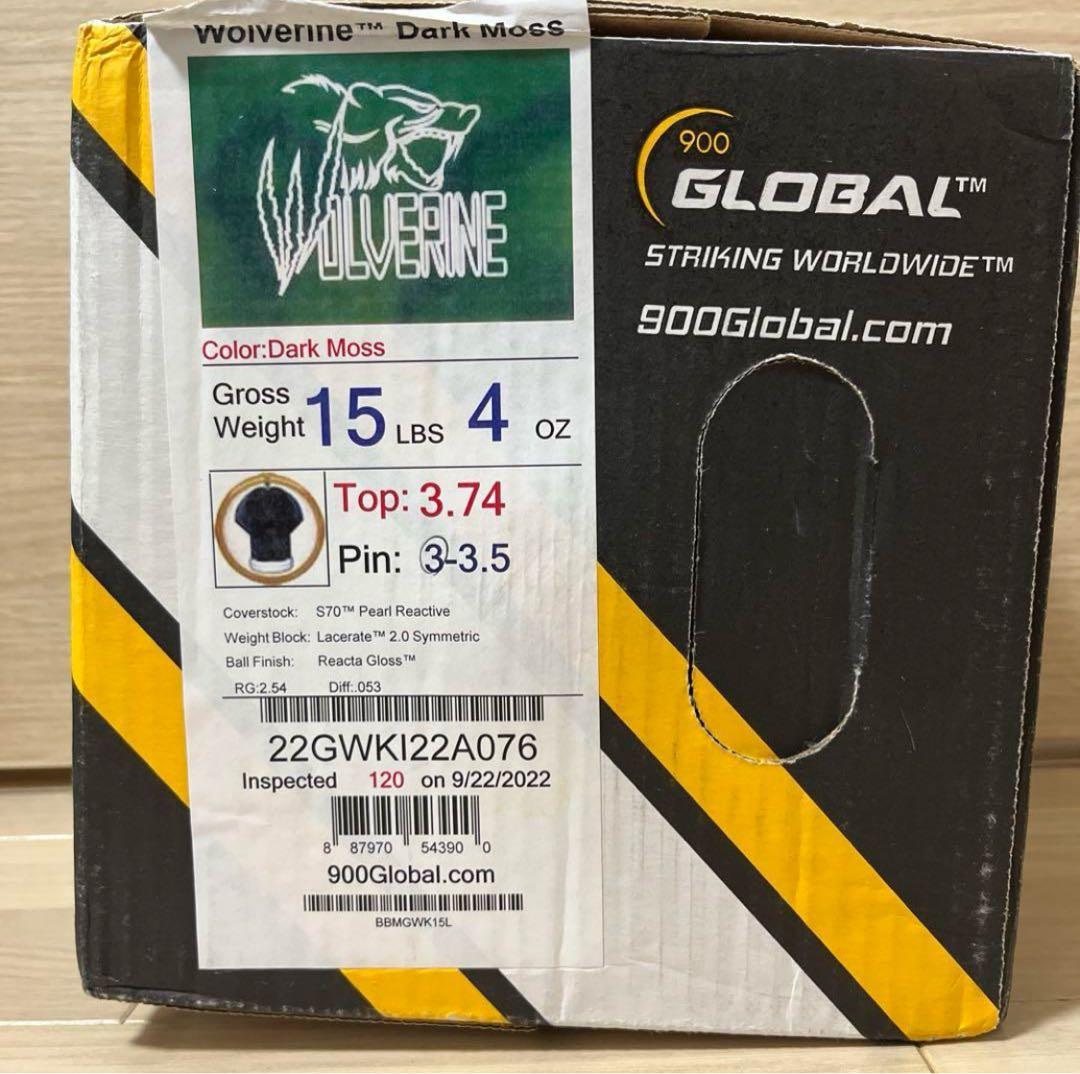 Wolverine™ Dark Moss
WOLVERINE
Color:Dark Moss
Gross Weight 15 LBS 4 OZ
Top: 3.74
Pin: 3-3.5
Coverstock: S70™ Pearl Reactive
Weight Block: Lacerate™ 2.0 Symmetric
Ball Finish: Reacta Gloss™
RG:2.54 Diff:.053
22GWKI22A076
Inspected 120 on 9/22/2022
8 87970 54390 0
900Global.com
BBMGWK15L
900
GLOBAL™
STRIKING WORLDWIDE™
900Global.com